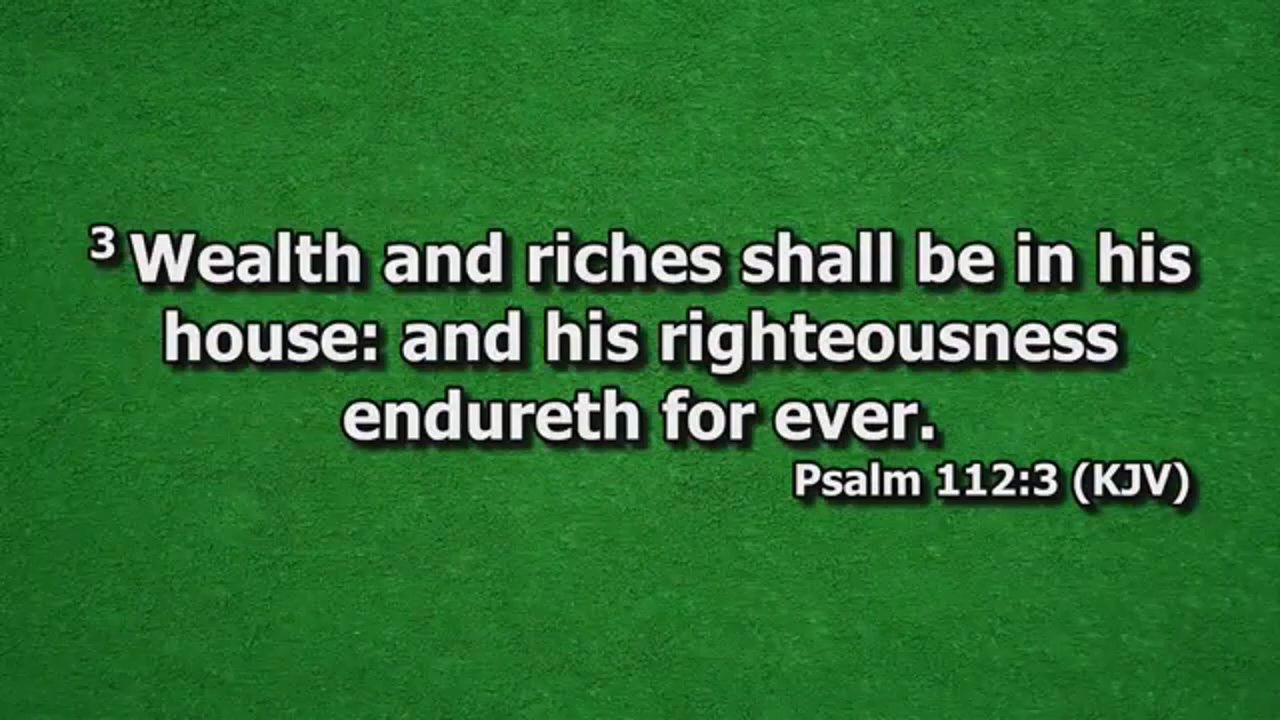 3 Wealth and riches shall be in his
house: and his righteousness
endureth for ever.
Psalm 112:3 (KJV)